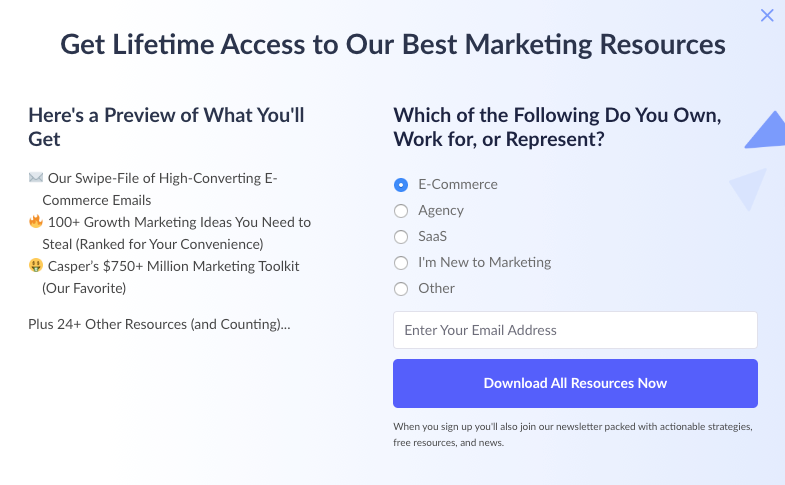 Get Lifetime Access to Our Best Marketing Resources
Here's a Preview of What You'll
Get
📧 Our Swipe-File of High-Converting E-
Commerce Emails
🔥 100+ Growth Marketing Ideas You Need to
Steal (Ranked for Your Convenience)
🤑 Casper’s $750+ Million Marketing Toolkit
(Our Favorite)
Plus 24+ Other Resources (and Counting)...
Which of the Following Do You Own,
Work for, or Represent?
E-Commerce
Agency
SaaS
I'm New to Marketing
Other
Enter Your Email Address
Download All Resources Now
When you sign up you'll also join our newsletter packed with actionable strategies,
free resources, and news.